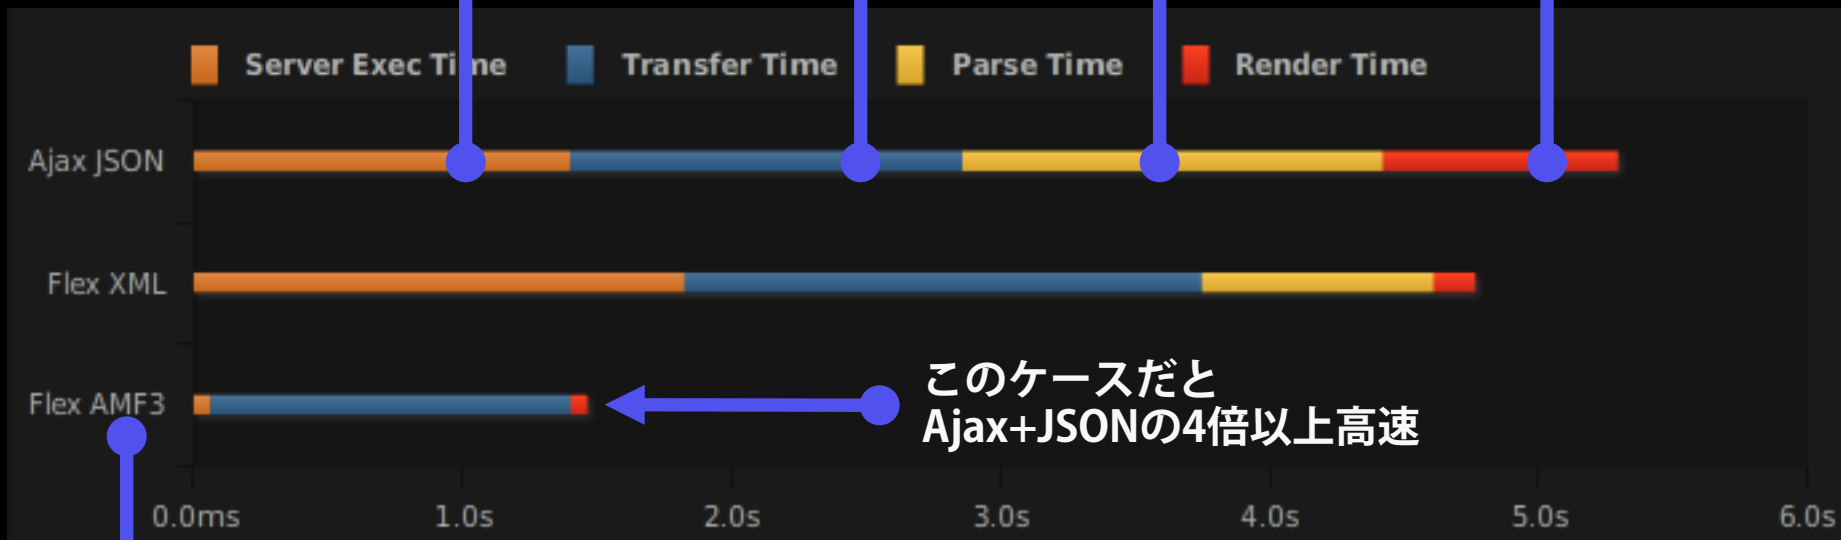 Server Exec Time Transfer Time Parse Time Render Time
Ajax JSON
Flex XML
Flex AMF3
このケースだと
Ajax+JSONの4倍以上高速
0.0ms 1.0s 2.0s 3.0s 4.0s 5.0s 6.0s